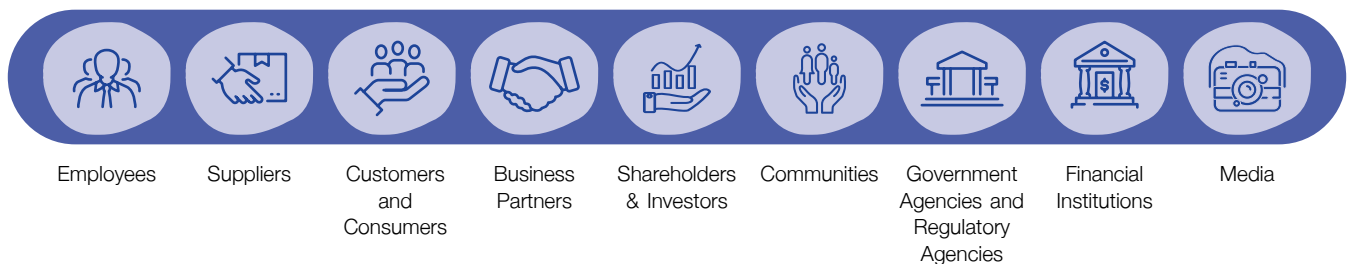 Employees
Suppliers
Customers
and
Consumers
Business
Partners
Shareholders
& Investors
Communities
Government
Agencies and
Regulatory
Agencies
Financial
Institutions
Media
$